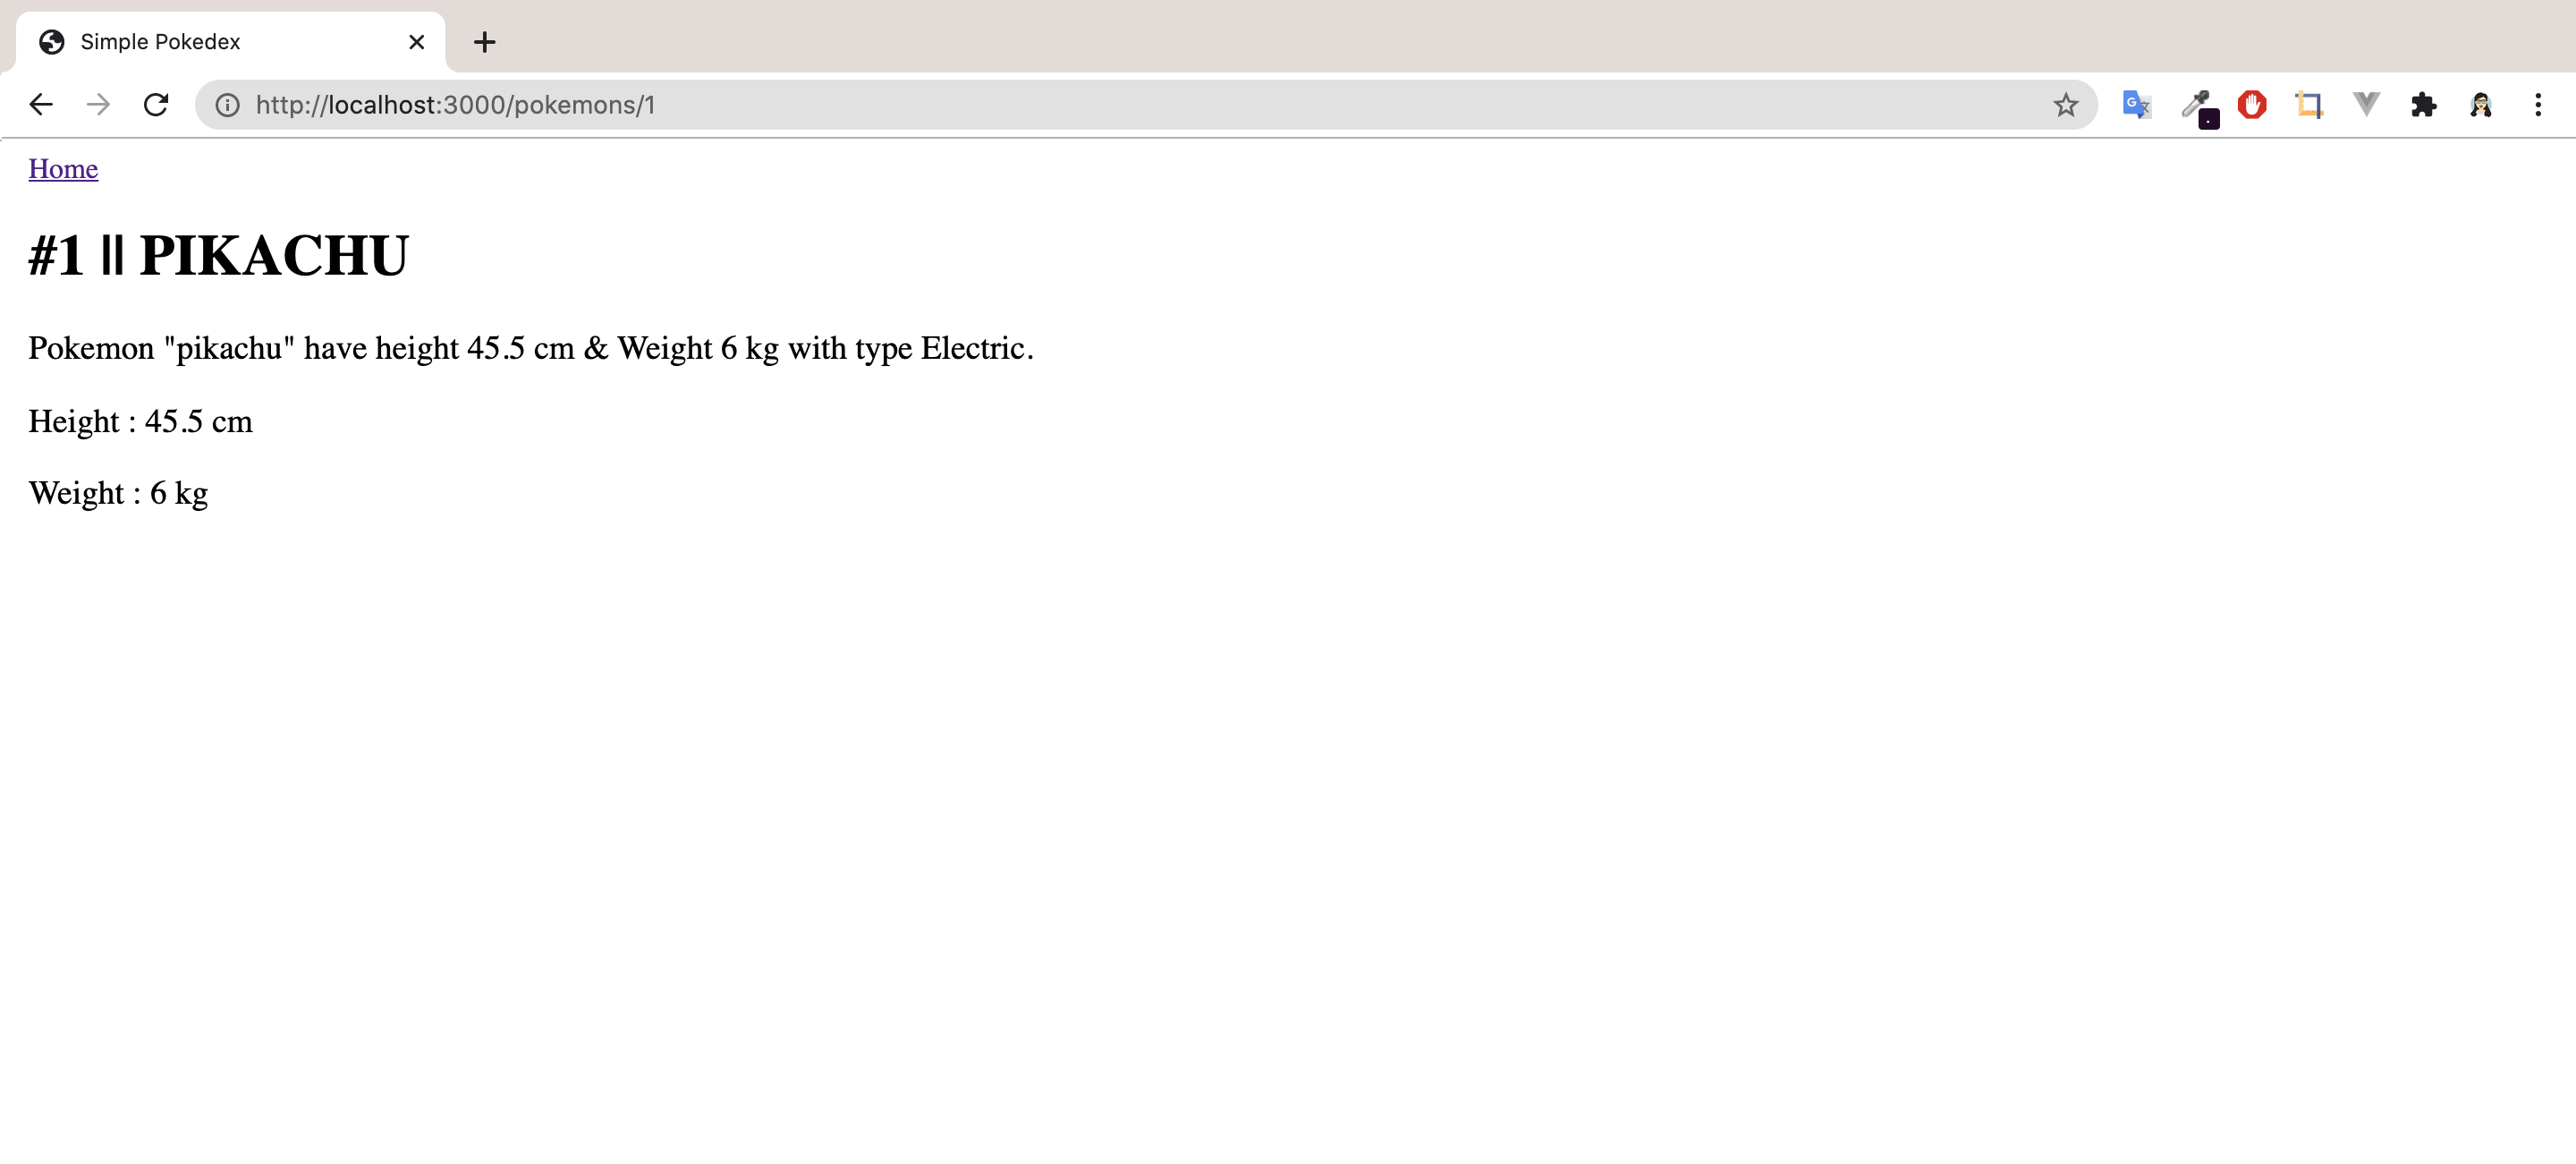 Simple Pokedex
http://localhost:3000/pokemons/1
Home
#1 || PIKACHU
Pokemon "pikachu" have height 45.5 cm & Weight 6 kg with type Electric.
Height : 45.5 cm
Weight : 6 kg